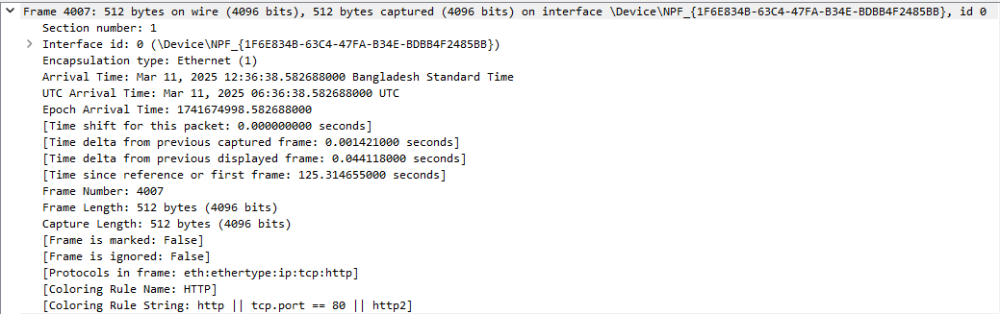 Frame 4007: 512 bytes on wire (4096 bits), 512 bytes captured (4096 bits) on interface \Device\NPF_{1F6E834B-63C4-47FA-B34E-BDBB4F2485BB}, id 0
Section number: 1
Interface id: 0 (\Device\NPF_{1F6E834B-63C4-47FA-B34E-BDBB4F2485BB})
Encapsulation type: Ethernet (1)
Arrival Time: Mar 11, 2025 12:36:38.582688000 Bangladesh Standard Time
UTC Arrival Time: Mar 11, 2025 06:36:38.582688000 UTC
Epoch Arrival Time: 1741674998.582688000
[Time shift for this packet: 0.000000000 seconds]
[Time delta from previous captured frame: 0.001421000 seconds]
[Time delta from previous displayed frame: 0.044118000 seconds]
[Time since reference or first frame: 125.314655000 seconds]
Frame Number: 4007
Frame Length: 512 bytes (4096 bits)
Capture Length: 512 bytes (4096 bits)
[Frame is marked: False]
[Frame is ignored: False]
[Protocols in frame: eth:ethertype:ip:tcp:http]
[Coloring Rule Name: HTTP]
[Coloring Rule String: http || tcp.port == 80 || http2]